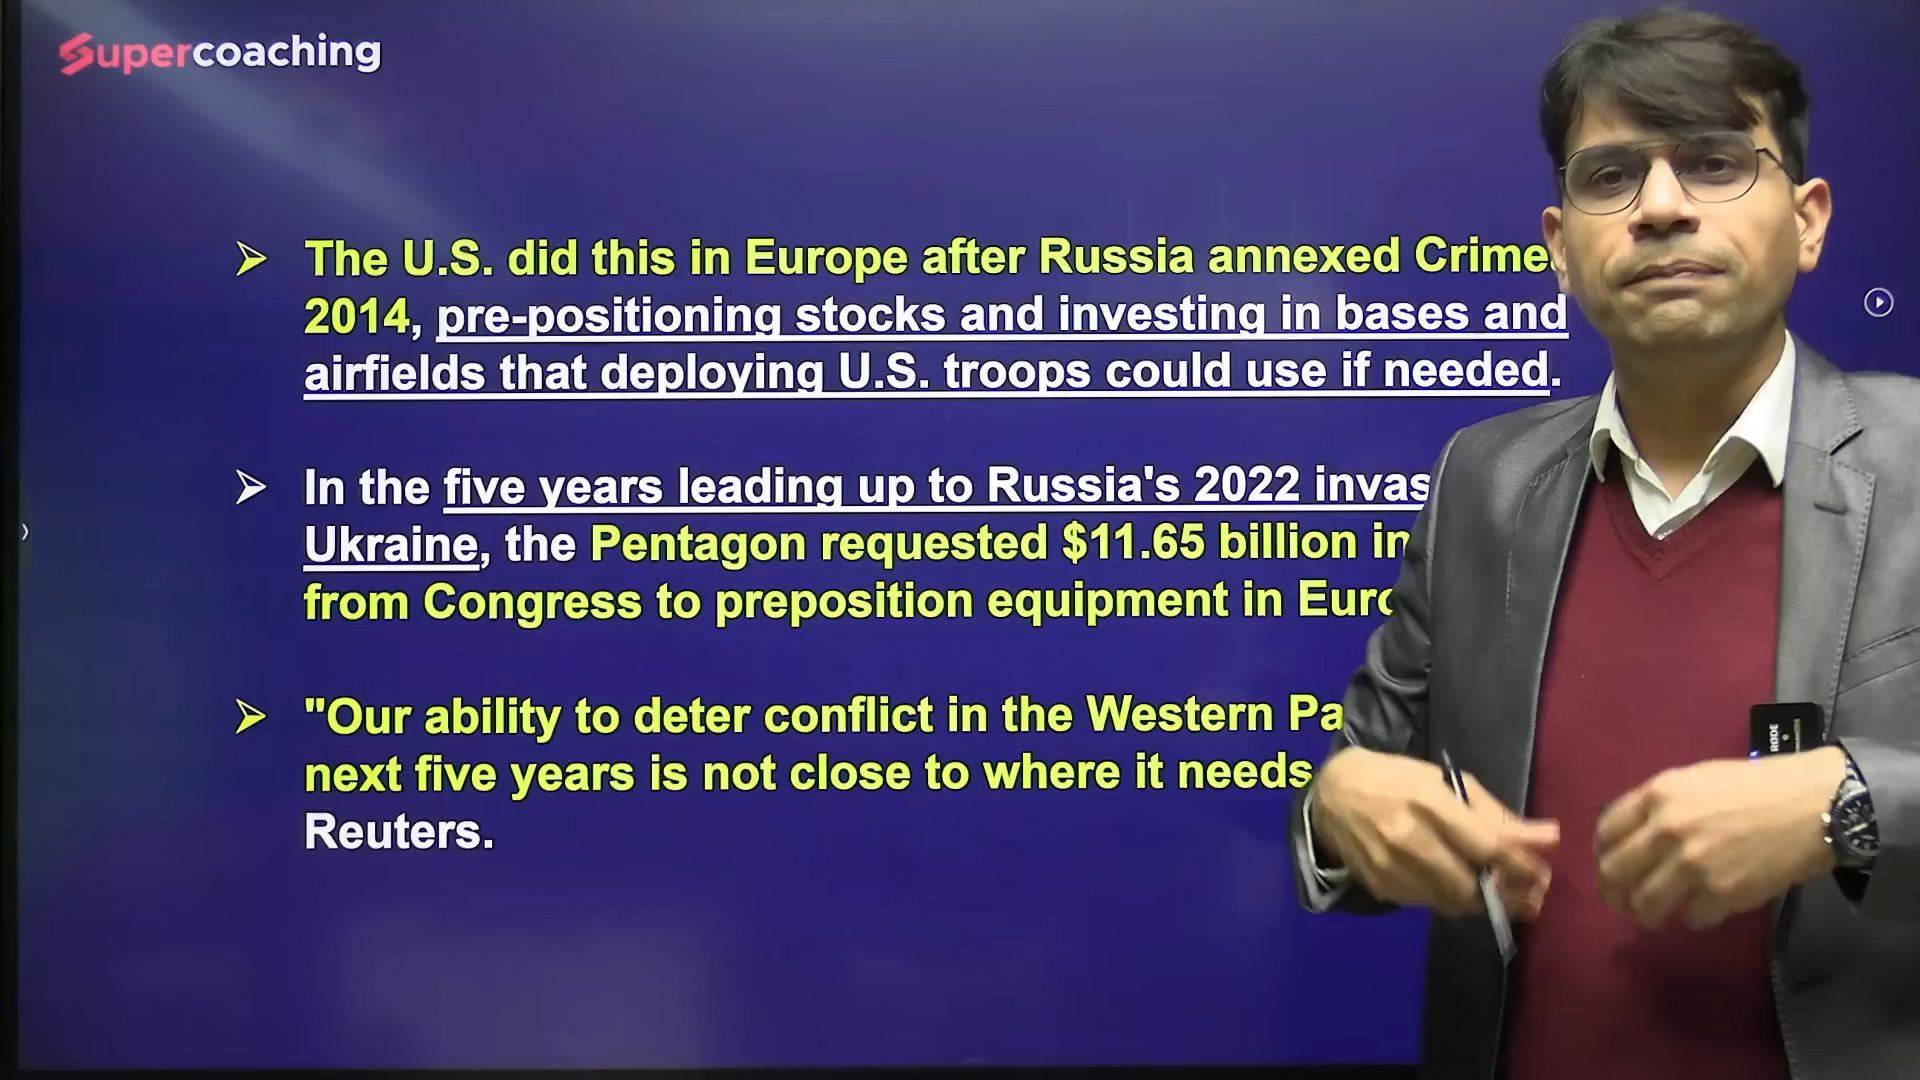 Supercoaching
➢ The U.S. did this in Europe after Russia annexed
2014, pre-positioning stocks and investing in bases and
airfields that deploying U.S. troops could use if needed.
➢ In the five years leading up to Russia's 2022
Ukraine, the Pentagon requested $11.65 billion in
from Congress to preposition equipment in
➢ "Our ability to deter conflict in the Western
next five years is not close to where it needs
Reuters.
RODE